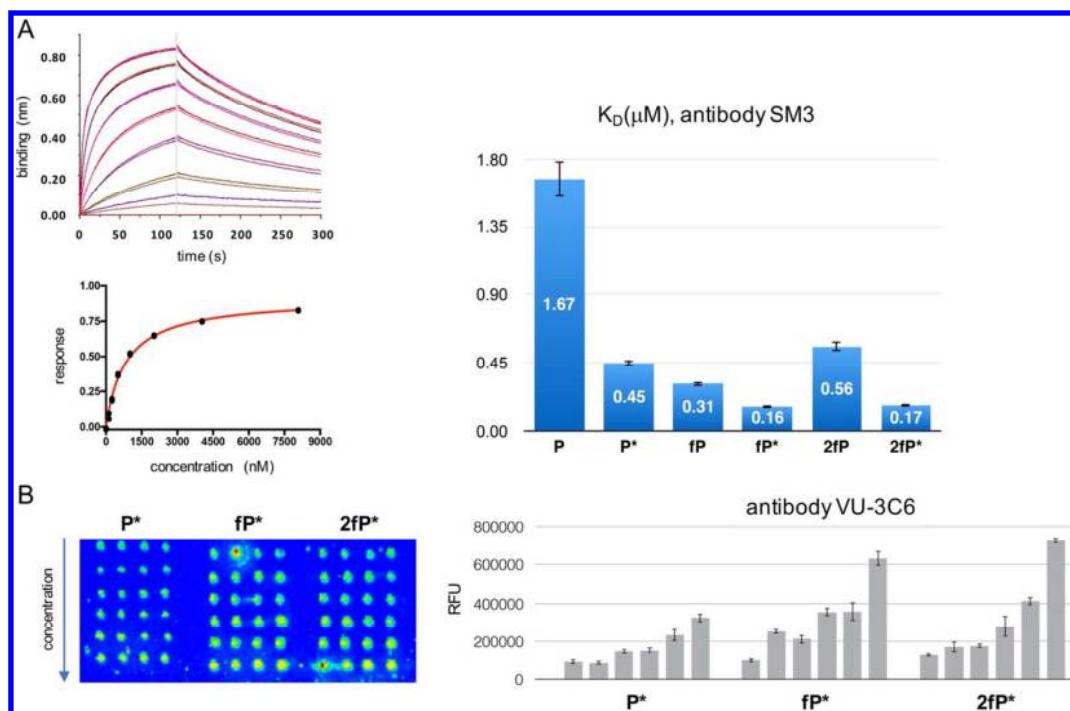 A
0.80
0.60
0.40
0.20
0.00
binding (nm)
0 50 100 150 200 250 300
time (s)
1.00
0.75
0.50
0.25
0.00
response
0 1500 3000 4500 6000 7500 9000
concentration (nM)
K_D(μM), antibody SM3
1.80
1.35
0.90
0.45
0.00
1.67
0.45
0.31
0.16
0.56
0.17
P P* fP fP* 2fP 2fP*
B
P* fP* 2fP*
concentration
antibody VU-3C6
800000
600000
400000
200000
0
RFU
P* fP* 2fP*